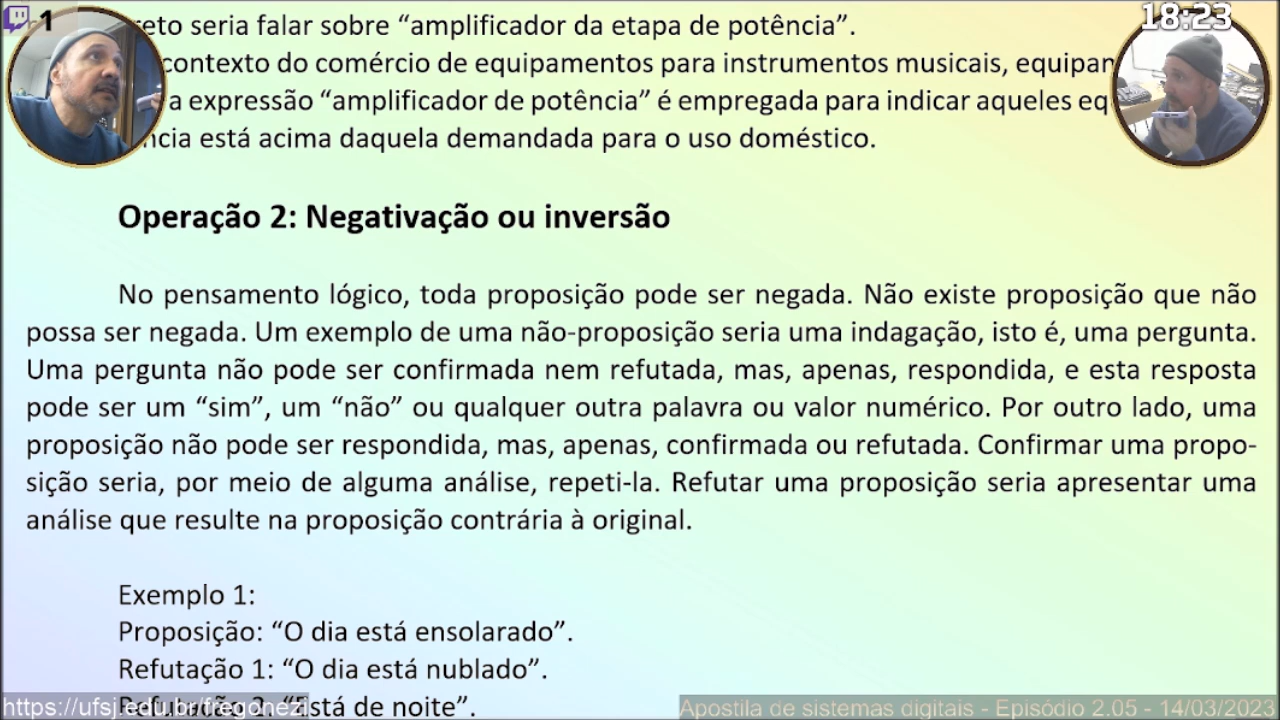 1
18:23
reto seria falar sobre “amplificador da etapa de potência”.
contexto do comércio de equipamentos para instrumentos musicais, equipam
a expressão “amplificador de potência” é empregada para indicar aqueles eq
ncia está acima daquela demandada para o uso doméstico.
Operação 2: Negativação ou inversão
No pensamento lógico, toda proposição pode ser negada. Não existe proposição que não
possa ser negada. Um exemplo de uma não-proposição seria uma indagação, isto é, uma pergunta.
Uma pergunta não pode ser confirmada nem refutada, mas, apenas, respondida, e esta resposta
pode ser um “sim”, um “não” ou qualquer outra palavra ou valor numérico. Por outro lado, uma
proposição não pode ser respondida, mas, apenas, confirmada ou refutada. Confirmar uma propo-
sição seria, por meio de alguma análise, repeti-la. Refutar uma proposição seria apresentar uma
análise que resulte na proposição contrária à original.
Exemplo 1:
Proposição: “O dia está ensolarado”.
Refutação 1: “O dia está nublado”.
Refutação 2: “Está de noite”.
https://ufsj.edu.br/fregonezi
Apostila de sistemas digitais - Episódio 2.05 - 14/03/2023